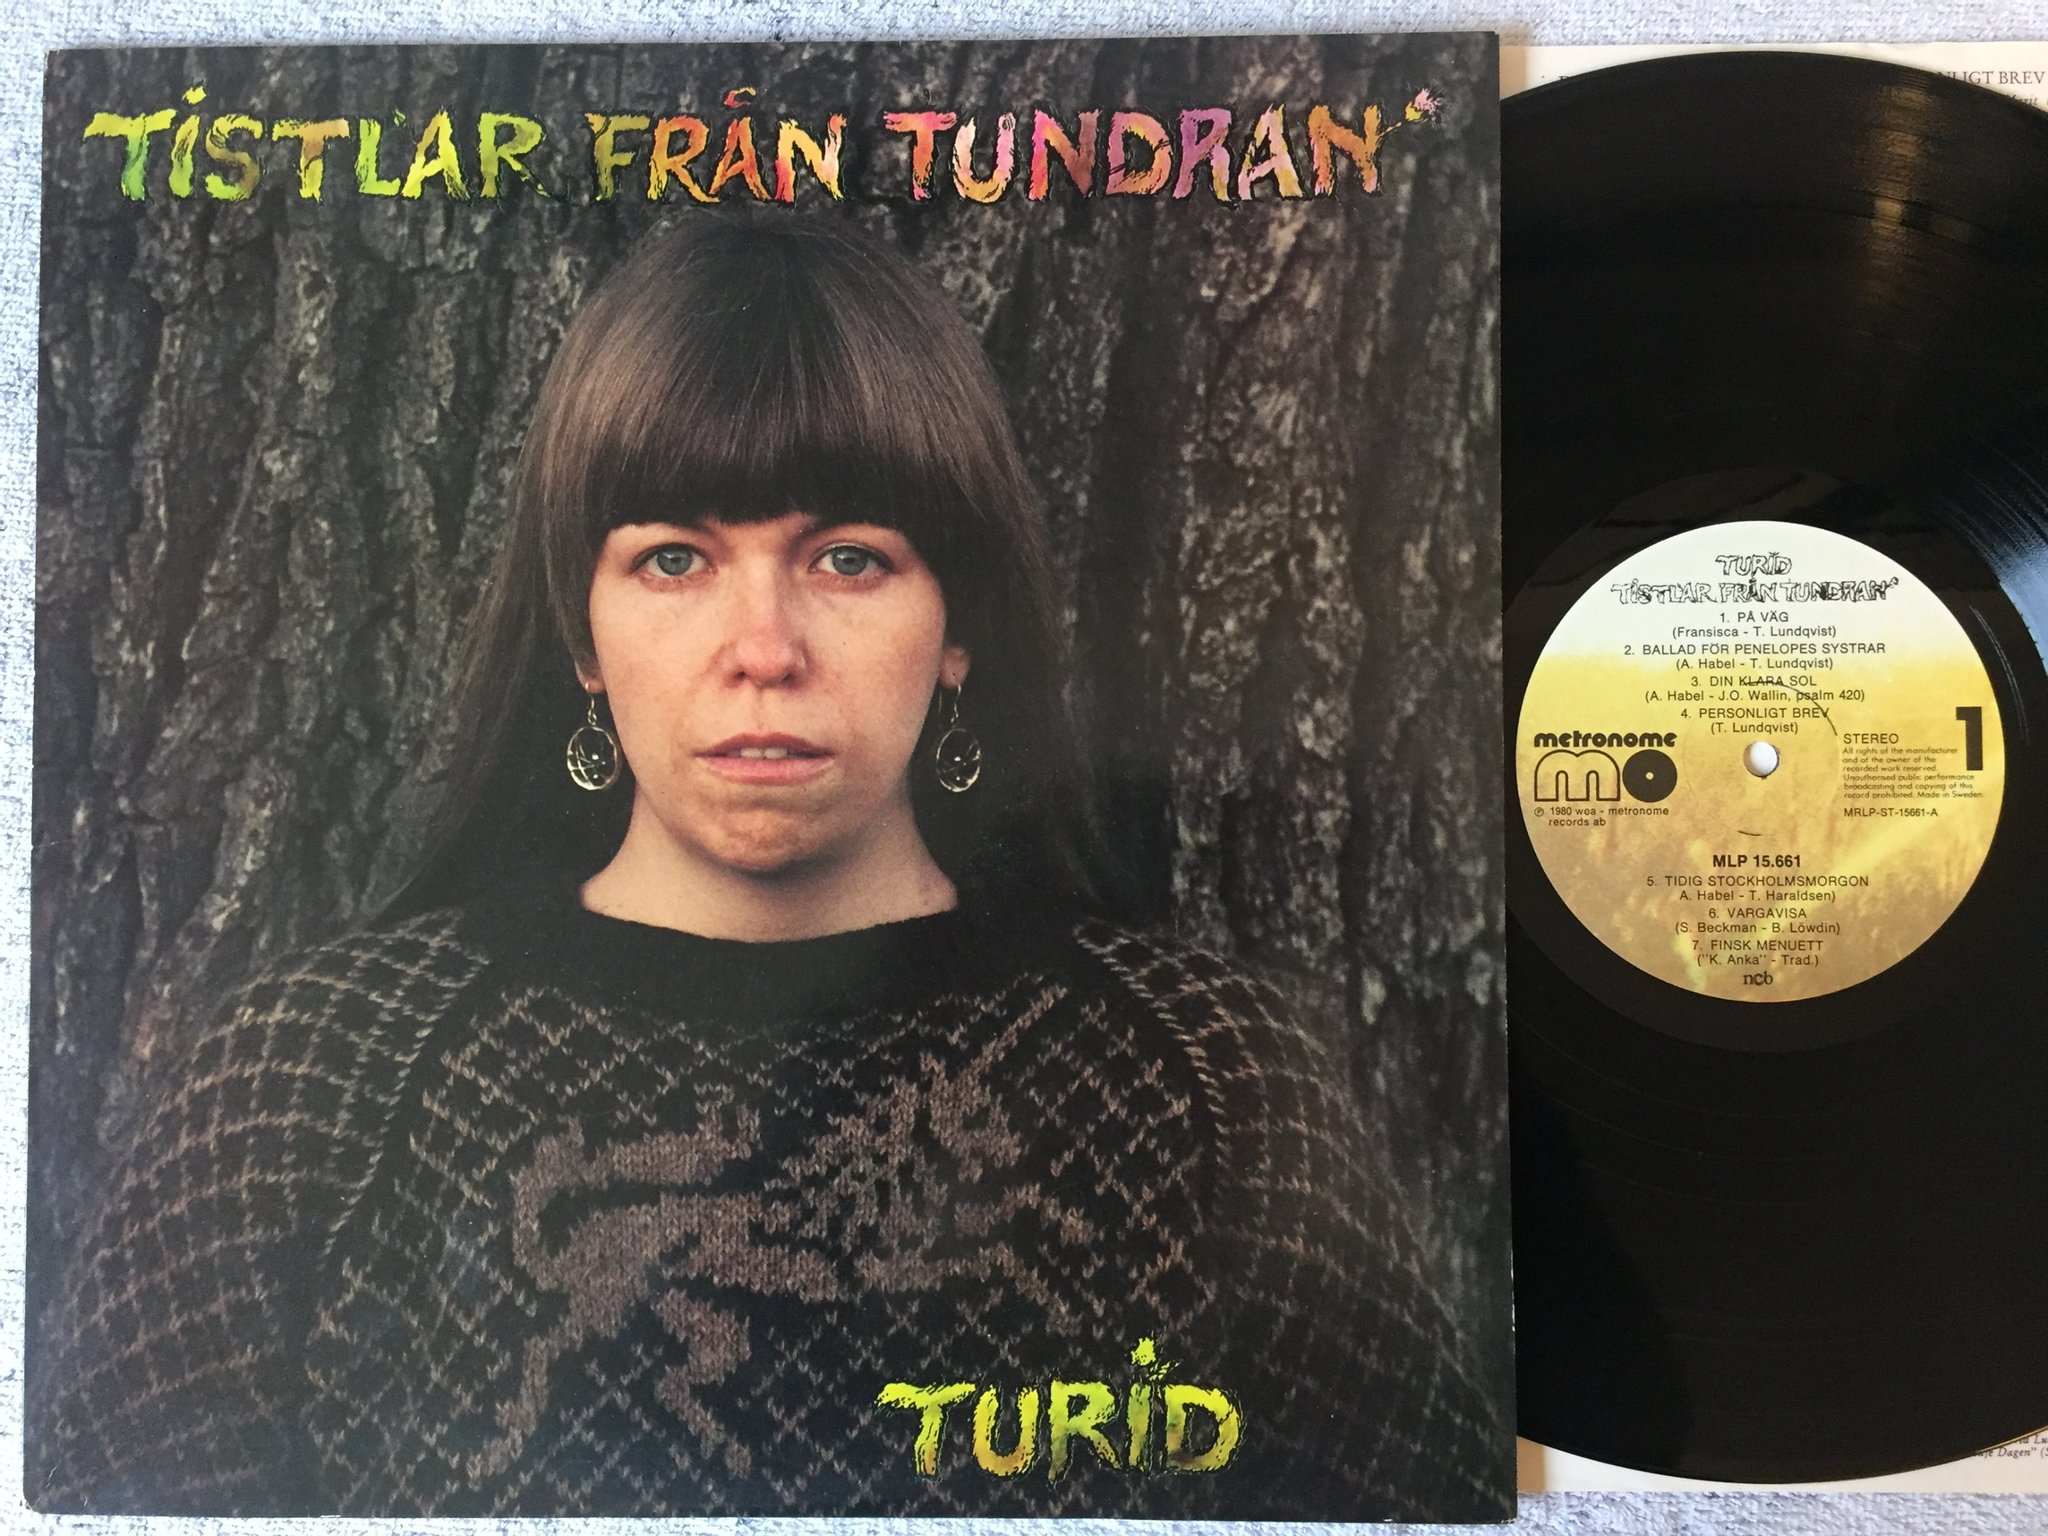 TISTLAR FRÅN TUNDRAN
TURID
NLIGT BREV
TURID
TISTLAR FRÅN TUNDRAN
1. PÅ VÄG
(Fransisca - T. Lundqvist)
2. BALLAD FÖR PENELOPES SYSTRAR
(A. Habel - T. Lundqvist)
3. DIN KLARA SOL
(A. Habel - J.O. Wallin, psalm 420)
4. PERSONLIGT BREV
(T. Lundqvist)
metronome
mo
℗ 1980 wea - metronome
records ab
STEREO
All rights of the manufacturer
and of the owner of the
recorded work reserved.
Unauthorised public performance
broadcasting and copying of this
record prohibited. Made in Sweden.
MRLP-ST-15661-A
1
MLP 15.661
5. TIDIG STOCKHOLMSMORGON
A. Habel - T. Haraldsen)
6. VARGAVISA
(S. Beckman - B. Löwdin)
7. FINSK MENUETT
("K. Anka" - Trad.)
ncb
Dagen" (S